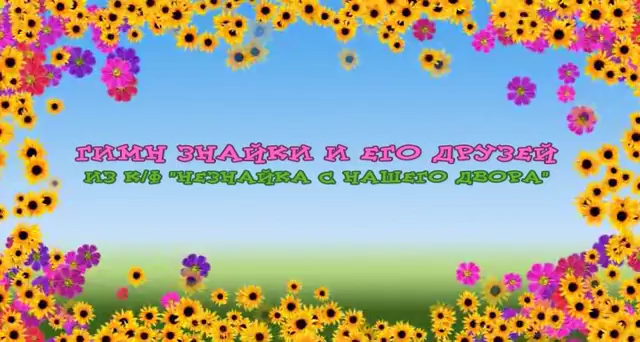 ГИМН ЗНАЙКИ И ЕГО ДРУЗЕЙ
ИЗ К/Ф "НЕЗНАЙКА С НАШЕГО ДВОРА"